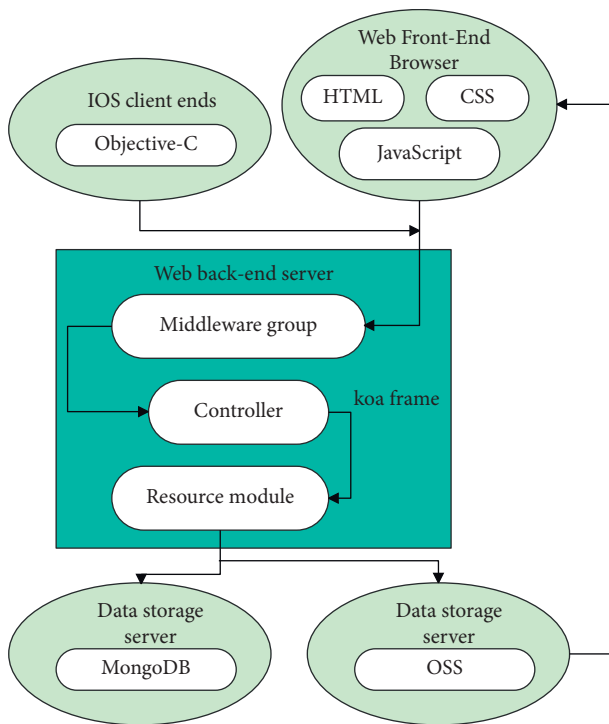 Web Front-End
Browser
HTML
CSS
JavaScript
IOS client ends
Objective-C
Web back-end server
Middleware group
Controller
koa frame
Resource module
Data storage
server
MongoDB
Data storage
server
OSS